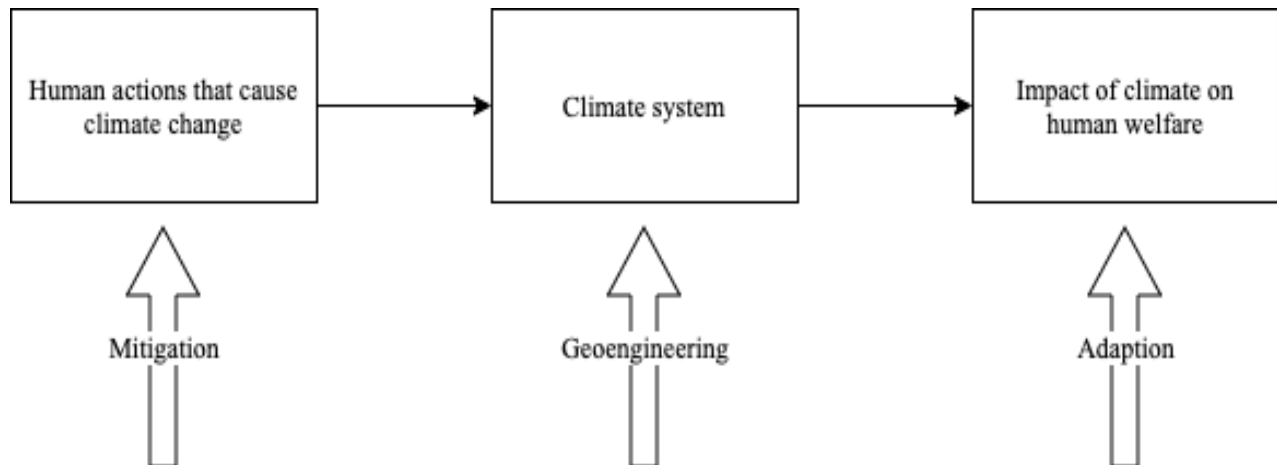 Human actions that cause
climate change
Climate system
Impact of climate on
human welfare
Mitigation
Geoengineering
Adaption